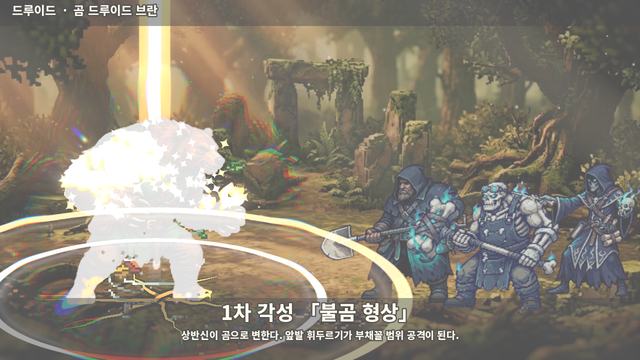 드루이드 · 곰 드루이드 브란
1차 각성 「불곰 형상」
상반신이 곰으로 변한다. 앞발 휘두르기가 부채꼴 범위 공격이 된다.